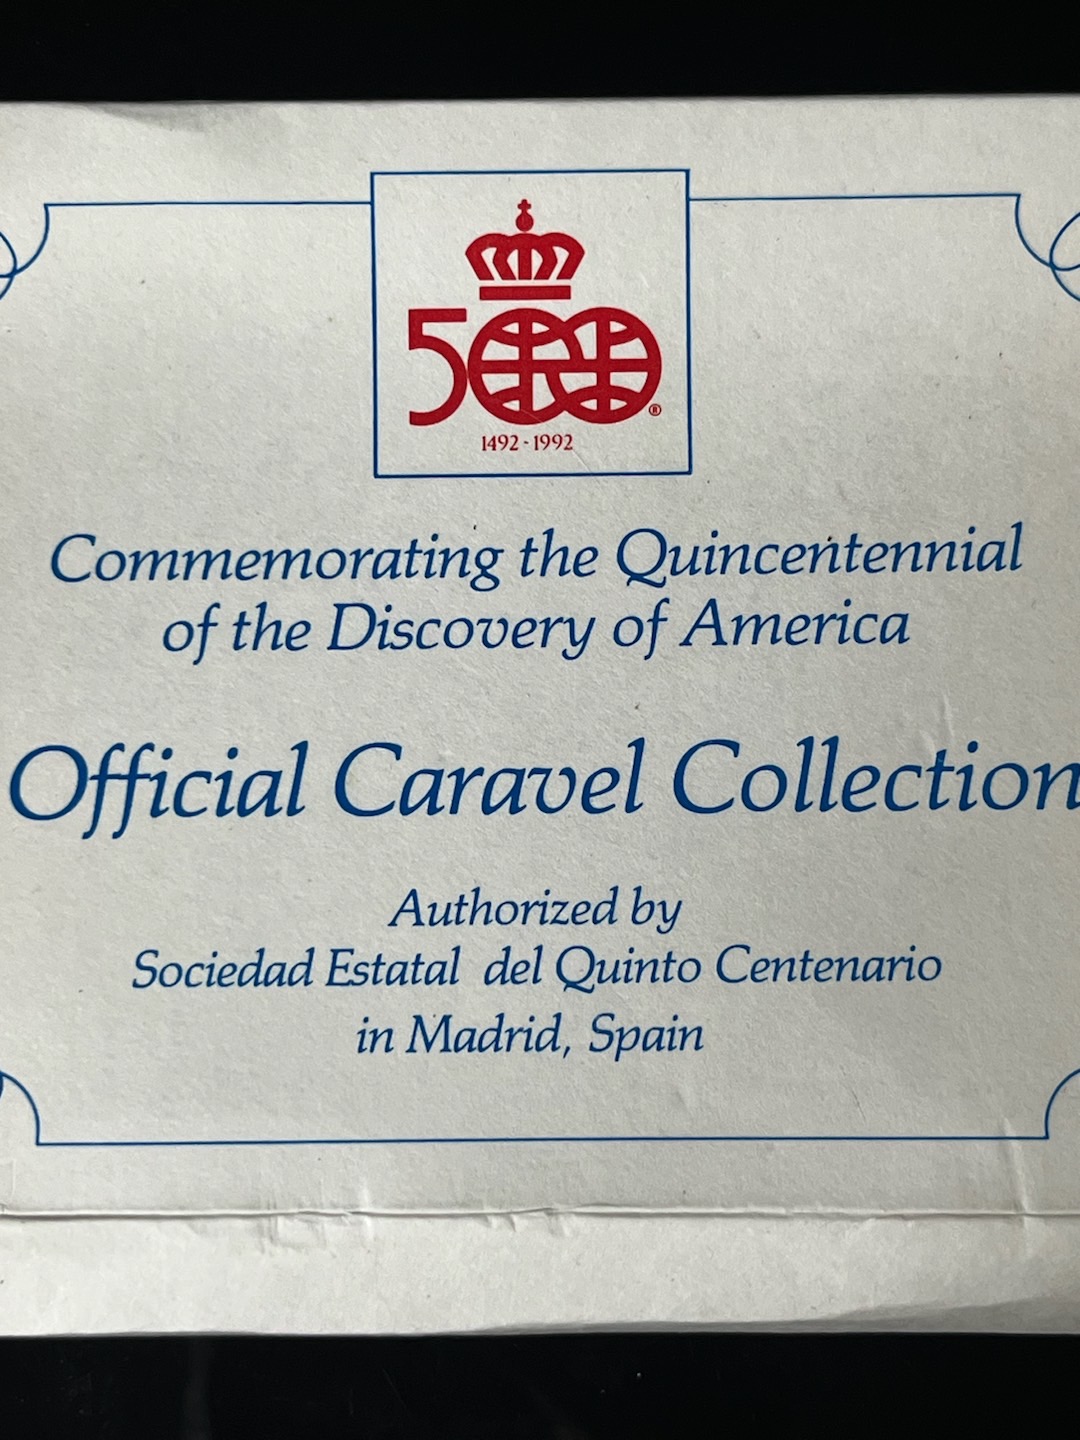 500®
1492 - 1992
Commemorating the Quincentennial
of the Discovery of America
Official Caravel Collection
Authorized by
Sociedad Estatal del Quinto Centenario
in Madrid, Spain